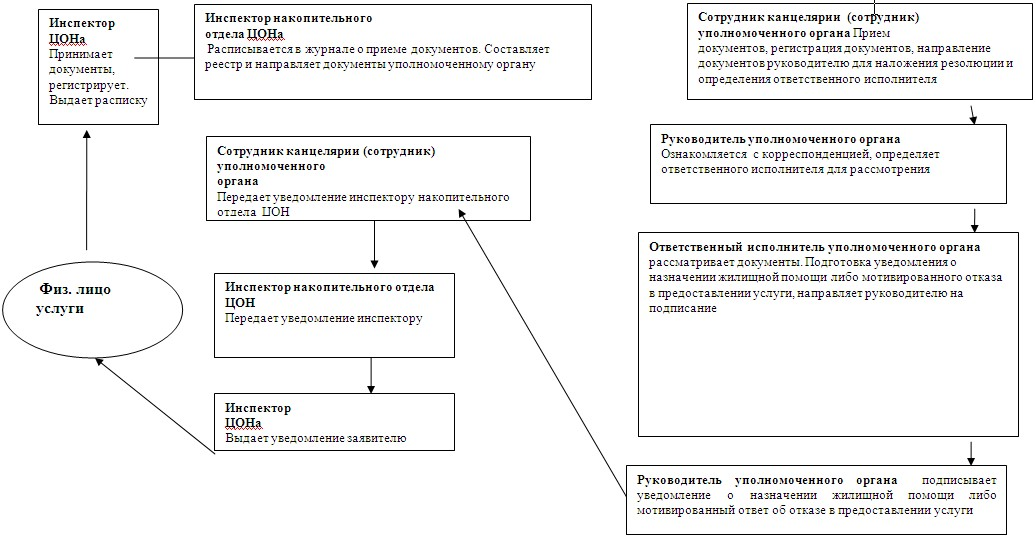 Инспектор
ЦОНа
Принимает
документы,
регистрирует.
Выдает расписку
Инспектор накопительного
отдела ЦОНа
Расписывается в журнале о приеме документов. Составляет
реестр и направляет документы уполномоченному органу
Сотрудник канцелярии (сотрудник)
уполномоченного органа Прием
документов, регистрация документов, направление
документов руководителю для наложения резолюции и
определения ответственного исполнителя
Руководитель уполномоченного органа
Ознакомляется с корреспонденцией, определяет
ответственного исполнителя для рассмотрения
Ответственный исполнитель уполномоченного органа
рассматривает документы. Подготовка уведомления о
назначении жилищной помощи либо мотивированного отказа
в предоставлении услуги, направляет руководителю на
подписание
Руководитель уполномоченного органа подписывает
уведомление о назначении жилищной помощи либо
мотивированный ответ об отказе в предоставлении услуги
Сотрудник канцелярии (сотрудник)
уполномоченного
органа
Передает уведомление инспектору накопительного
отдела ЦОН
Инспектор накопительного отдела
ЦОН
Передает уведомление инспектору
Инспектор
ЦОНа
Выдает уведомление заявителю
Физ. лицо
услуги